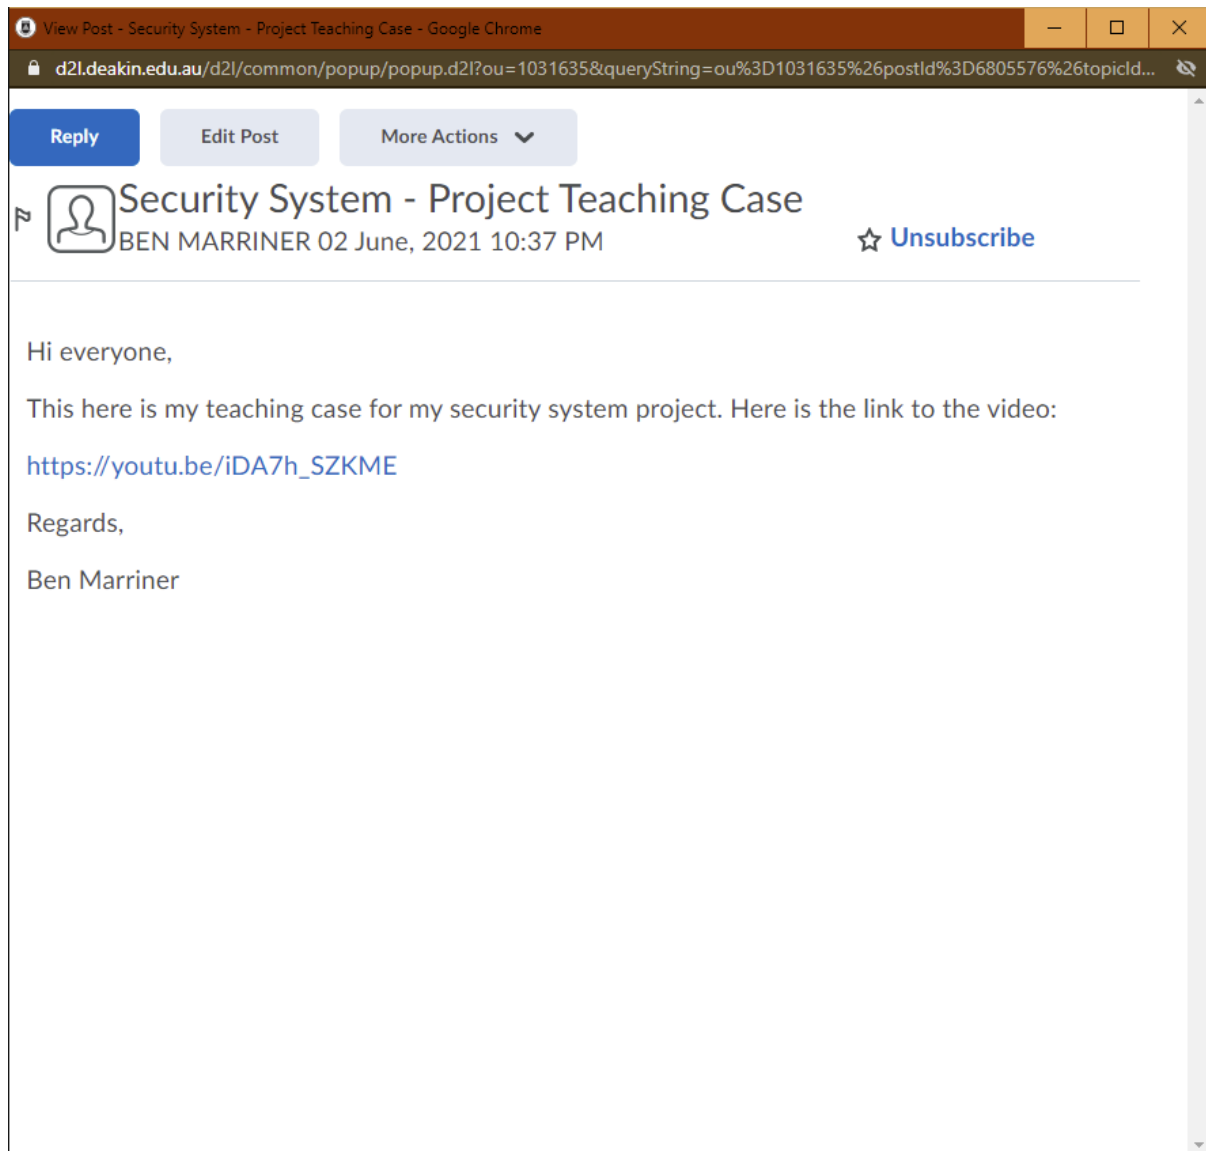 View Post - Security System - Project Teaching Case - Google Chrome
d2l.deakin.edu.au/d2l/common/popup/popup.d2l?ou=1031635&queryString=ou%3D1031635%26postId%3D6805576%26topicId...
Reply Edit Post More Actions
Security System - Project Teaching Case
BEN MARRINER 02 June, 2021 10:37 PM
Unsubscribe
Hi everyone,
This here is my teaching case for my security system project. Here is the link to the video:
https://youtu.be/iDA7h_SZKME
Regards,
Ben Marriner